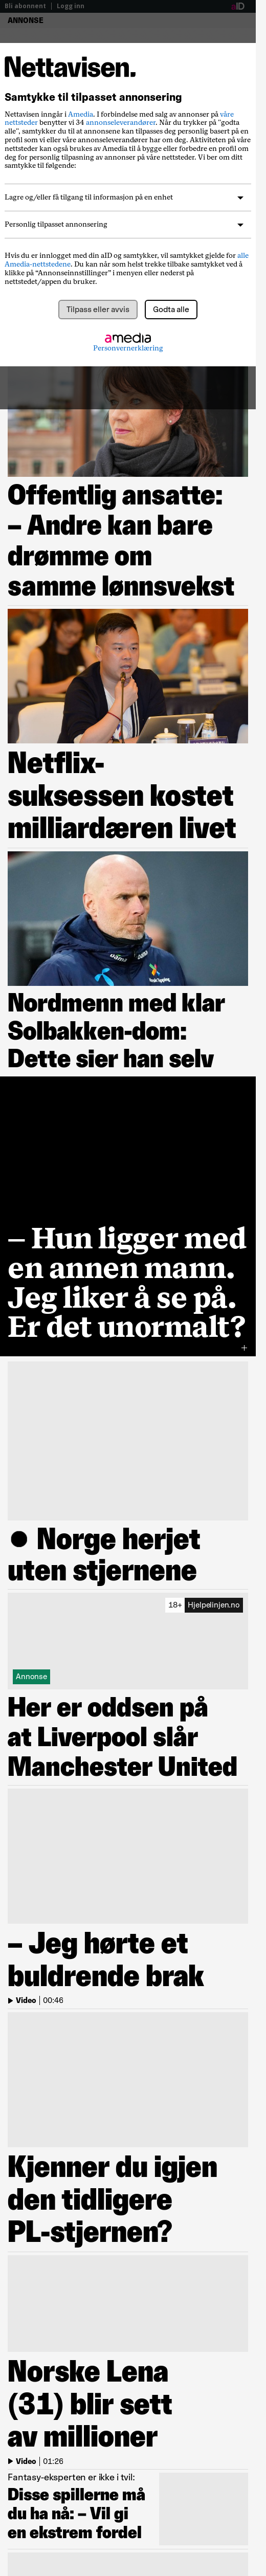 Bli abonnent | Logg inn
aID
ANNONSE
Nettavisen.
Samtykke til tilpasset annonsering
Nettavisen inngår i Amedia. I forbindelse med salg av annonser på våre
nettsteder benytter vi 34 annonseleverandører. Når du trykker på "godta
alle", samtykker du til at annonsene kan tilpasses deg personlig basert på en
profil som vi eller våre annonseleverandører har om deg. Aktiviteten på våre
nettsteder kan også brukes av Amedia til å bygge eller forbedre en profil om
deg for personlig tilpasning av annonser på våre nettsteder. Vi ber om ditt
samtykke til følgende:
Lagre og/eller få tilgang til informasjon på en enhet
Personlig tilpasset annonsering
Hvis du er innlogget med din aID og samtykker, vil samtykket gjelde for alle
Amedia-nettstedene. Du kan når som helst trekke tilbake samtykket ved å
klikke på "Annonseinnstillinger" i menyen eller nederst på
nettstedet/appen du bruker.
Tilpass eller avvis
Godta alle
amedia
Personvernerklæring
Offentlig ansatte:
– Andre kan bare
drømme om
samme lønnsvekst
Netflix-
suksessen kostet
milliardæren livet
Nordmenn med klar
Solbakken-dom:
Dette sier han selv
– Hun ligger med
en annen mann.
Jeg liker å se på.
Er det unormalt?
+
● Norge herjet
uten stjernene
18+ Hjelpelinjen.no
Annonse
Her er oddsen på
at Liverpool slår
Manchester United
– Jeg hørte et
buldrende brak
Video | 00:46
Kjenner du igjen
den tidligere
PL-stjernen?
Norske Lena
(31) blir sett
av millioner
Video | 01:26
Fantasy-eksperten er ikke i tvil:
Disse spillerne må
du ha nå: – Vil gi
en ekstrem fordel